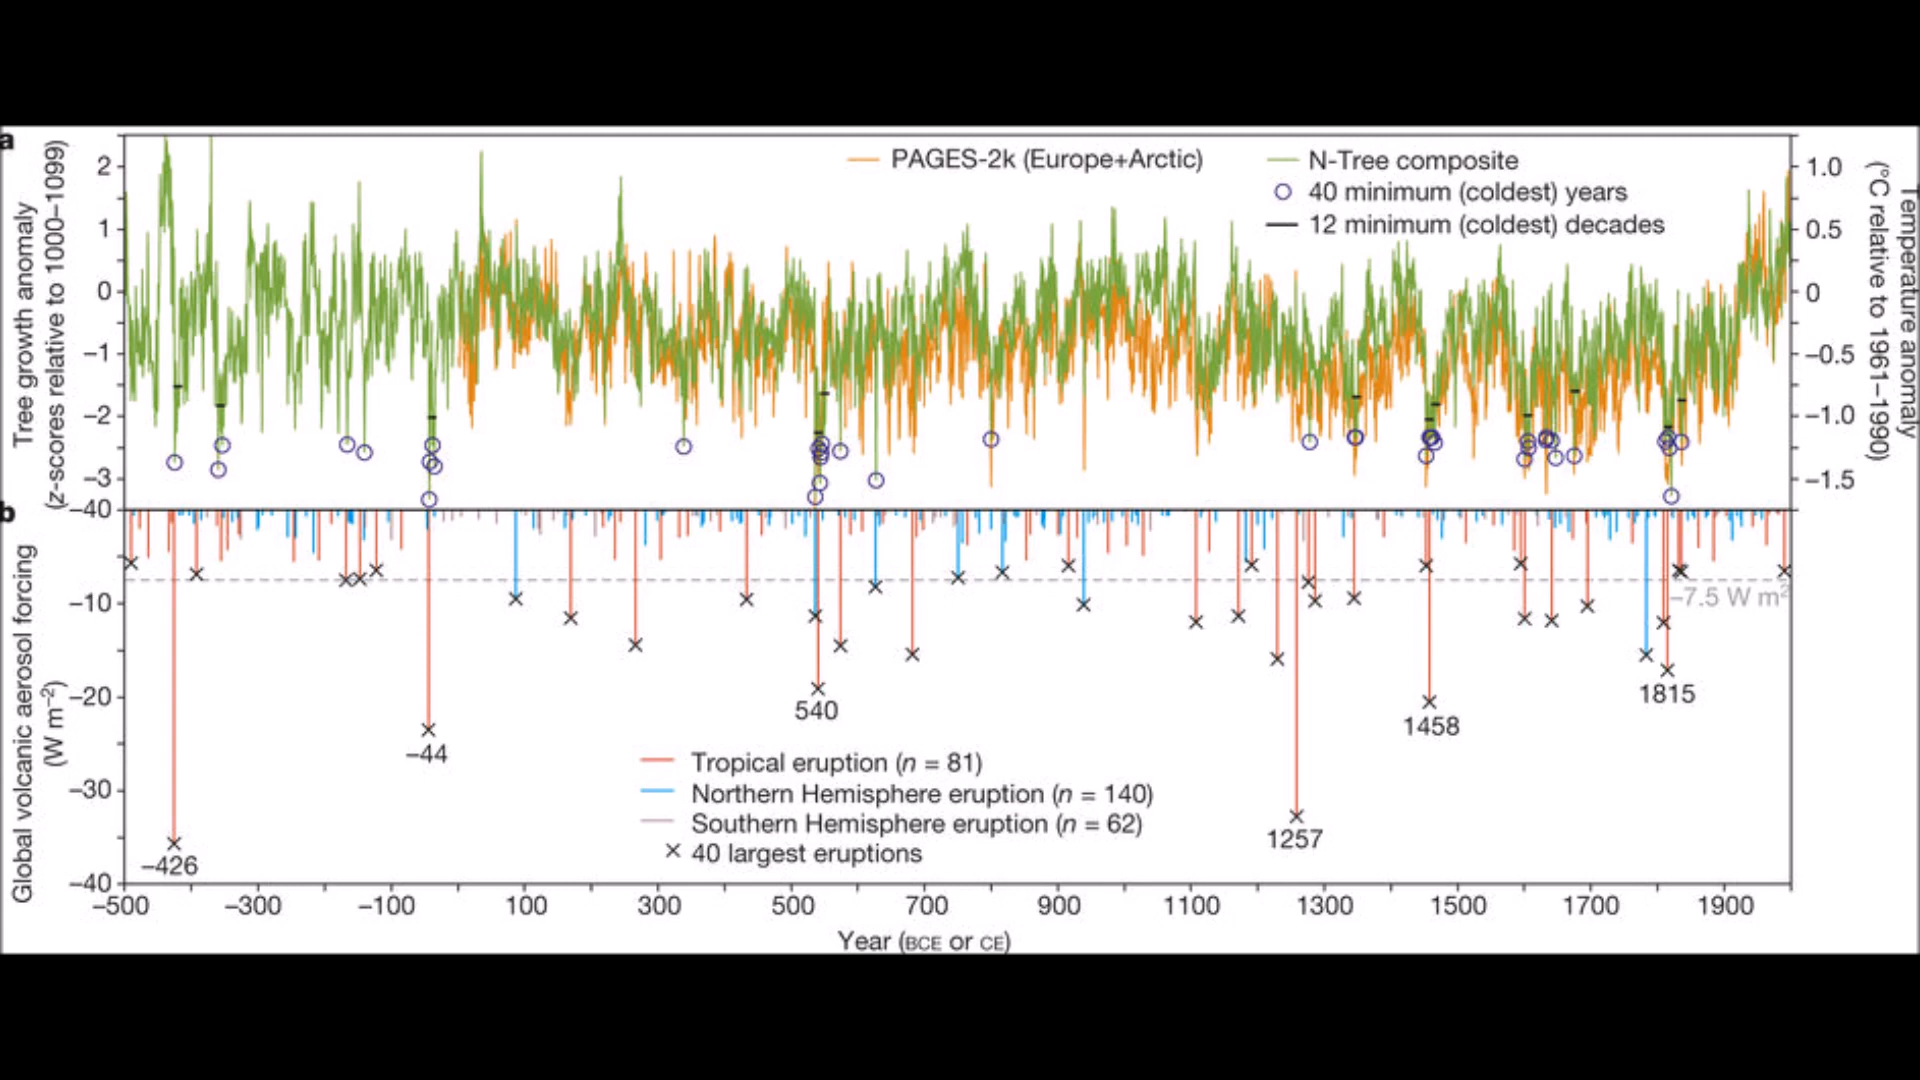 a
Tree growth anomaly
(z-scores relative to 1000–1099)
2
1
0
–1
–2
–3
–40
PAGES-2k (Europe+Arctic)
N-Tree composite
40 minimum (coldest) years
12 minimum (coldest) decades
1.0
0.5
0
–0.5
–1.0
–1.5
Temperature anomaly
(°C relative to 1961–1990)
b
Global volcanic aerosol forcing
(W m⁻²)
–10
–20
–30
–40
–7.5 W m²
–426
–44
540
1257
1458
1815
Tropical eruption (n = 81)
Northern Hemisphere eruption (n = 140)
Southern Hemisphere eruption (n = 62)
40 largest eruptions
–500 –300 –100 100 300 500 700 900 1100 1300 1500 1700 1900
Year (BCE or CE)